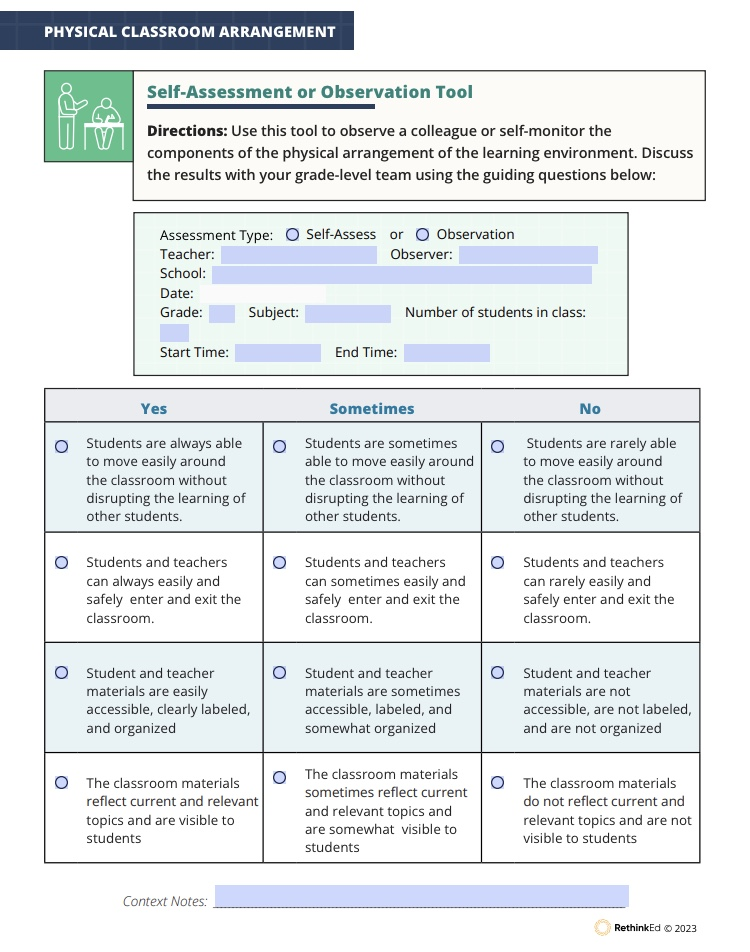 PHYSICAL CLASSROOM ARRANGEMENT
Self-Assessment or Observation Tool
Directions: Use this tool to observe a colleague or self-monitor the
components of the physical arrangement of the learning environment. Discuss
the results with your grade-level team using the guiding questions below:
Assessment Type: Self-Assess or Observation
Teacher: Observer:
School:
Date:
Grade: Subject: Number of students in class:
Start Time: End Time:
Yes Sometimes No
Students are always able
to move easily around
the classroom without
disrupting the learning of
other students.
Students are sometimes
able to move easily around
the classroom without
disrupting the learning of
other students.
Students are rarely able
to move easily around
the classroom without
disrupting the learning of
other students.
Students and teachers
can always easily and
safely enter and exit the
classroom.
Students and teachers
can sometimes easily and
safely enter and exit the
classroom.
Students and teachers
can rarely easily and
safely enter and exit the
classroom.
Student and teacher
materials are easily
accessible, clearly labeled,
and organized
Student and teacher
materials are sometimes
accessible, labeled, and
somewhat organized
Student and teacher
materials are not
accessible, are not labeled,
and are not organized
The classroom materials
reflect current and relevant
topics and are visible to
students
The classroom materials
sometimes reflect current
and relevant topics and
are somewhat visible to
students
The classroom materials
do not reflect current and
relevant topics and are not
visible to students
Context Notes:
RethinkEd © 2023